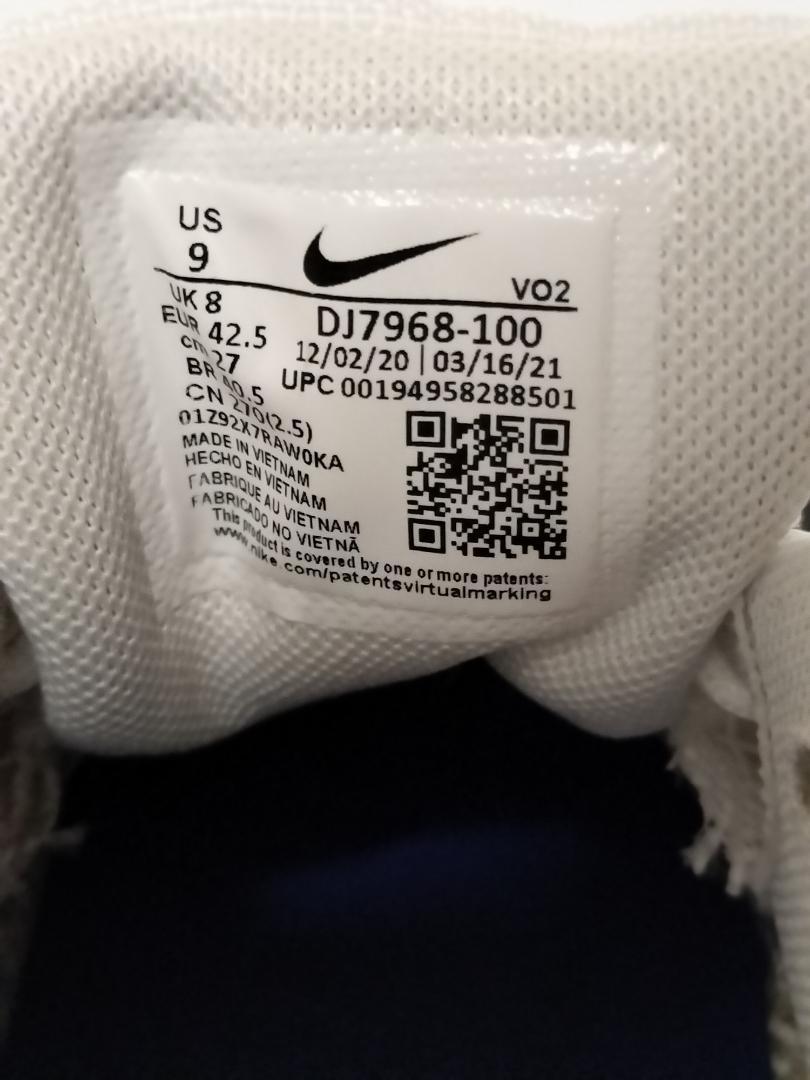 US
9
VO2
UK 8
EUR 42.5
cm 27
BR 40.5
CN 270(2.5)
DJ7968-100
12/02/20 | 03/16/21
UPC 00194958288501
01Z92X7RAW0KA
MADE IN VIETNAM
HECHO EN VIETNAM
FABRIQUE AU VIETNAM
FABRICADO NO VIETNÃ
This product is covered by one or more patents:
www.nike.com/patentsvirtualmarking